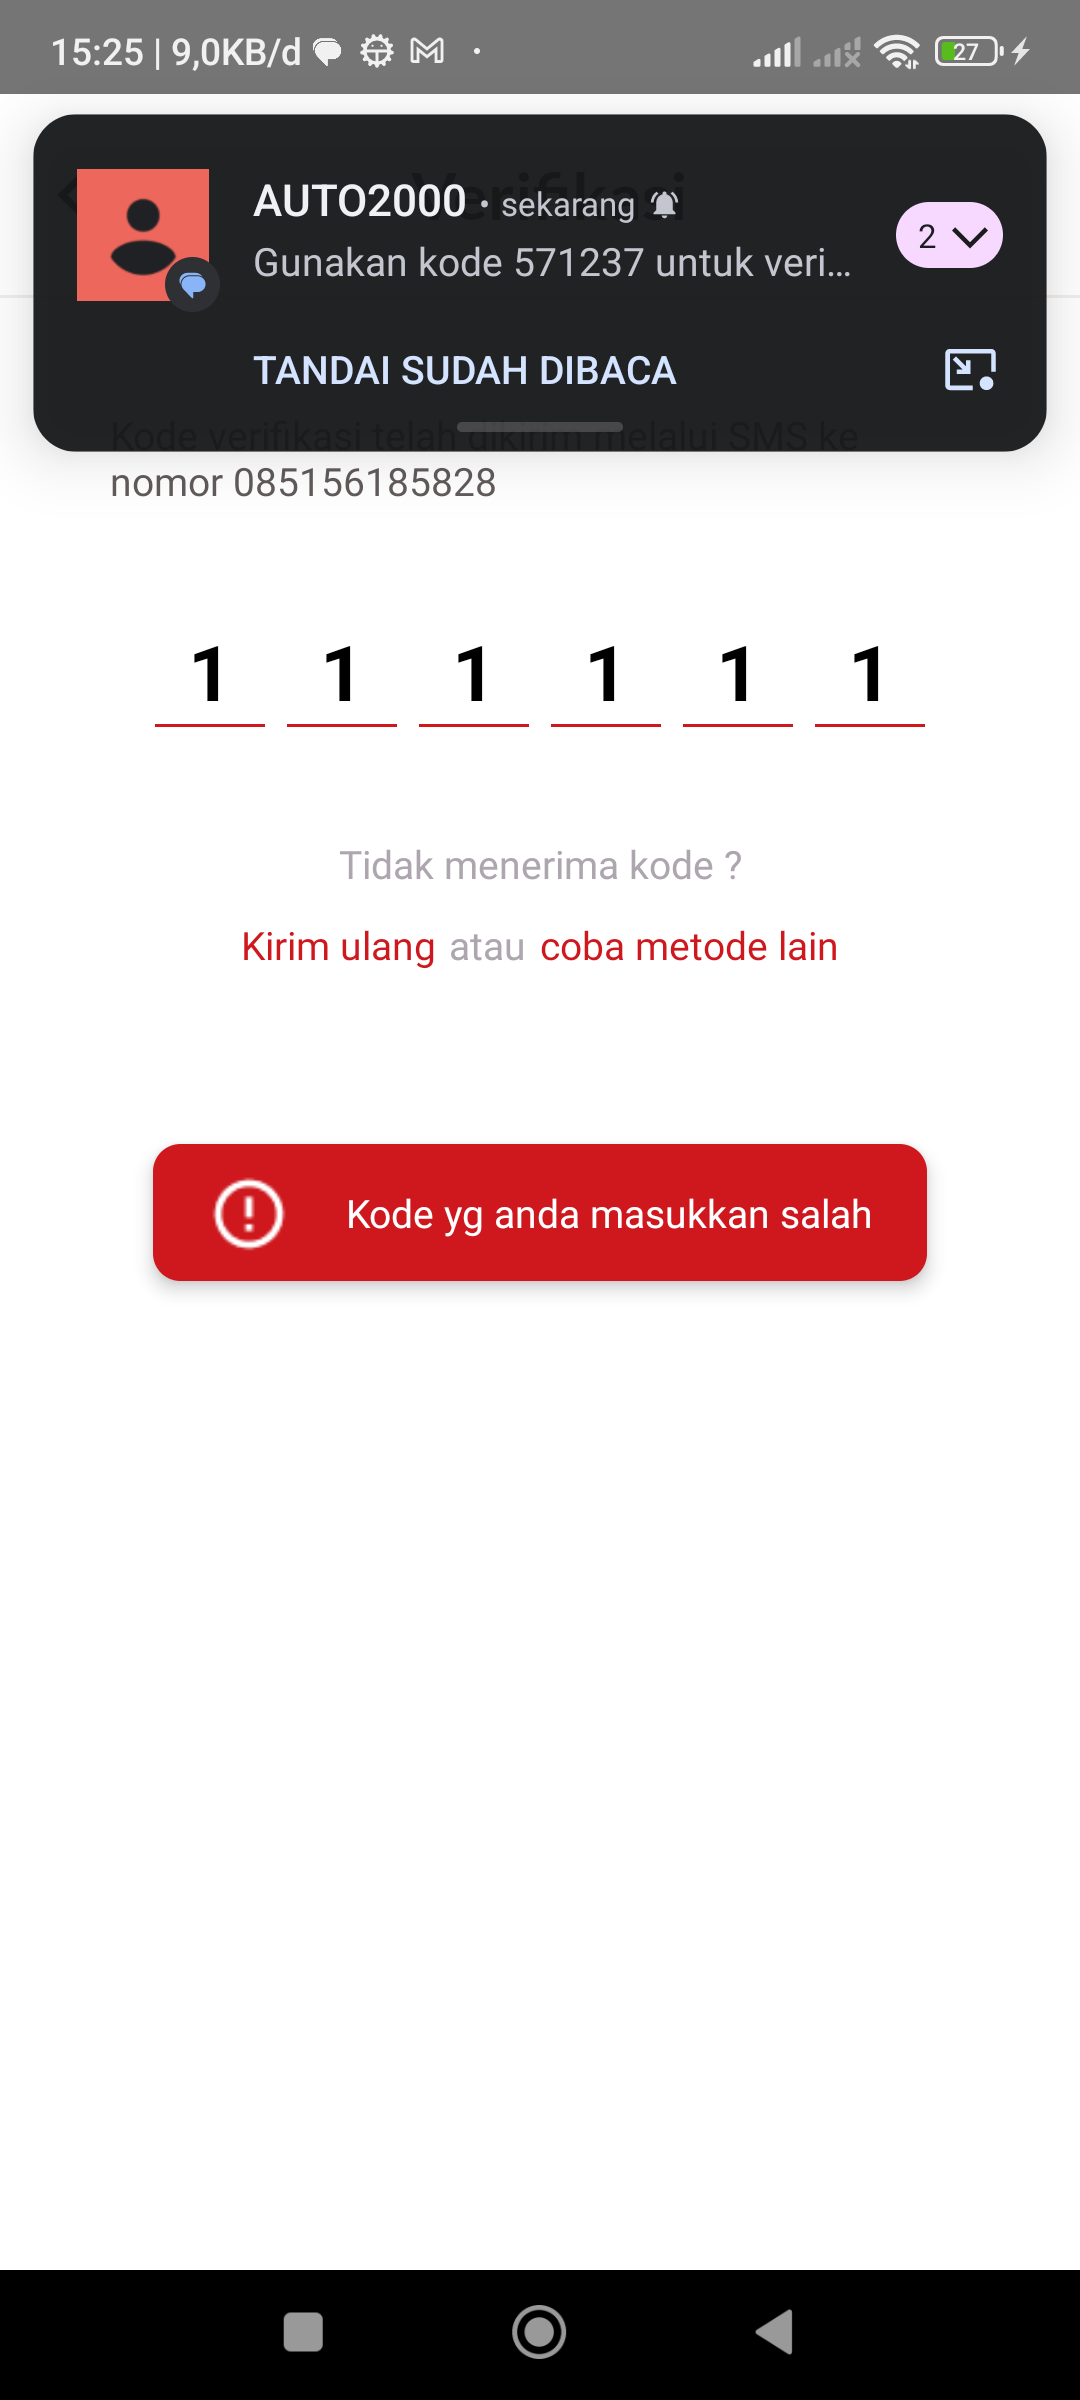 15:25 | 9,0KB/d
27
Verifikasi
AUTO2000 • sekarang
Gunakan kode 571237 untuk veri...
2
TANDAI SUDAH DIBACA
Kode verifikasi telah dikirim melalui SMS ke
nomor 085156185828
1 1 1 1 1 1
Tidak menerima kode ?
Kirim ulang atau coba metode lain
Kode yg anda masukkan salah